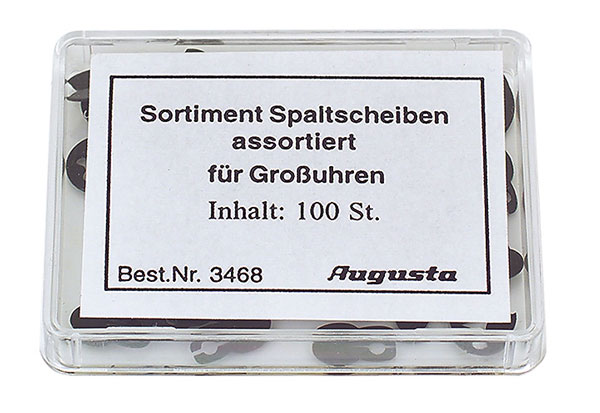 Sortiment Spaltscheiben
assortiert
für Großuhren
Inhalt: 100 St.
Best.Nr. 3468 Augusta